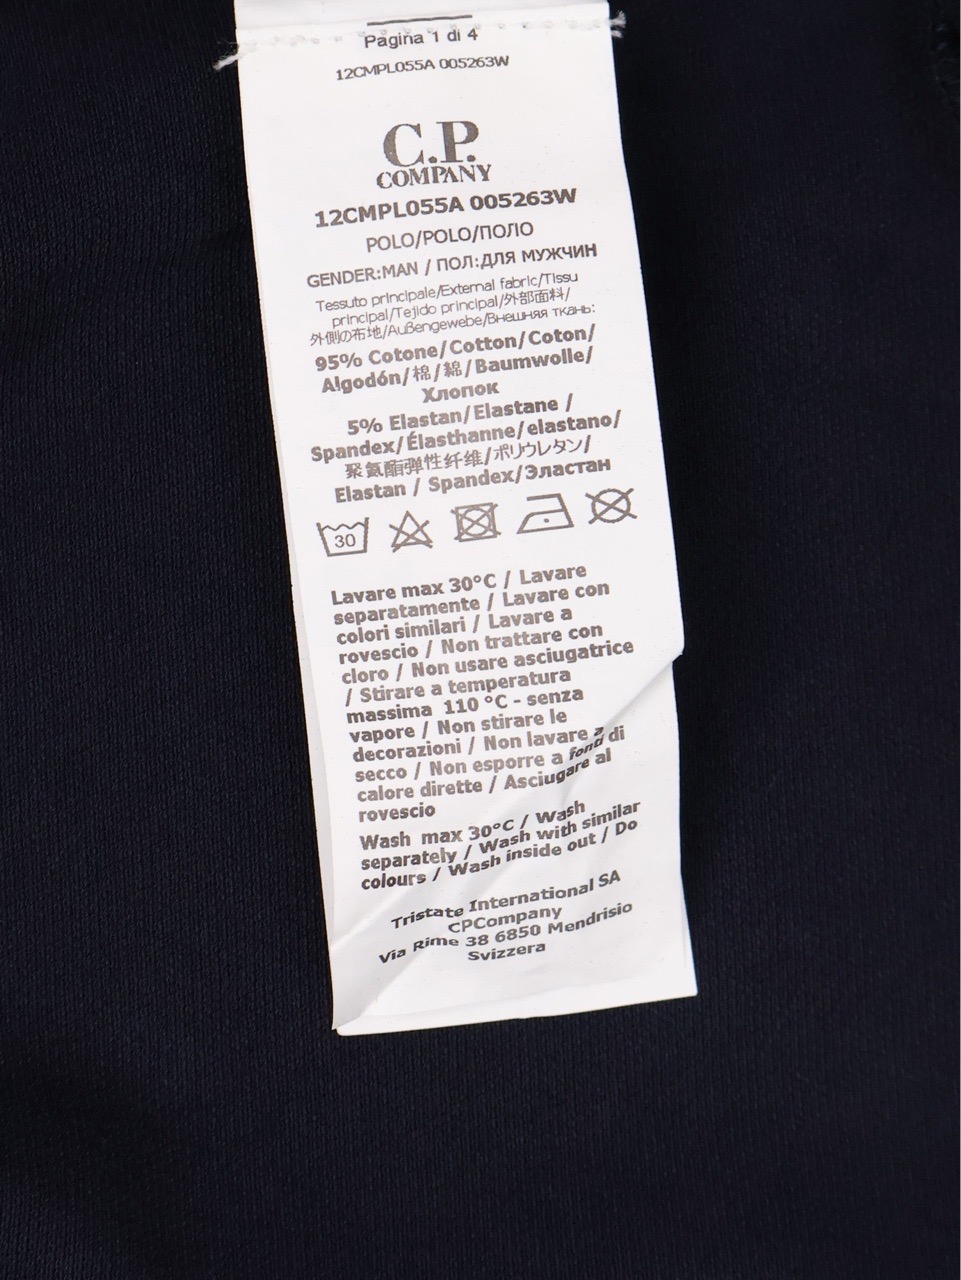 Pagina 1 di 4
12CMPL055A 005263W
C.P.
COMPANY
12CMPL055A 005263W
POLO/POLO/ПОЛО
GENDER:MAN / ПОЛ:ДЛЯ МУЖЧИН
Tessuto principale/External fabric/Tissu
principal/Tejido principal/外部面料/
外側の布地/Außengewebe/Внешняя ткань:
95% Cotone/Cotton/Coton/
Algodón/棉/綿/Baumwolle/
Хлопок
5% Elastan/Elastane /
Spandex/Élasthanne/elastano/
聚氨酯弹性纤维/ポリウレタン/
Elastan / Spandex/Эластан
30
Lavare max 30°C / Lavare
separatamente / Lavare con
colori similari / Lavare a
rovescio / Non trattare con
cloro / Non usare asciugatrice
/ Stirare a temperatura
massima 110 °C - senza
vapore / Non stirare le
decorazioni / Non lavare a
secco / Non esporre a fondi di
calore dirette / Asciugare al
rovescio
Wash max 30°C / Wash
separately / Wash with similar
colours / Wash inside out / Do
Tristate International SA
CPCompany
Via Rime 38 6850 Mendrisio
Svizzera